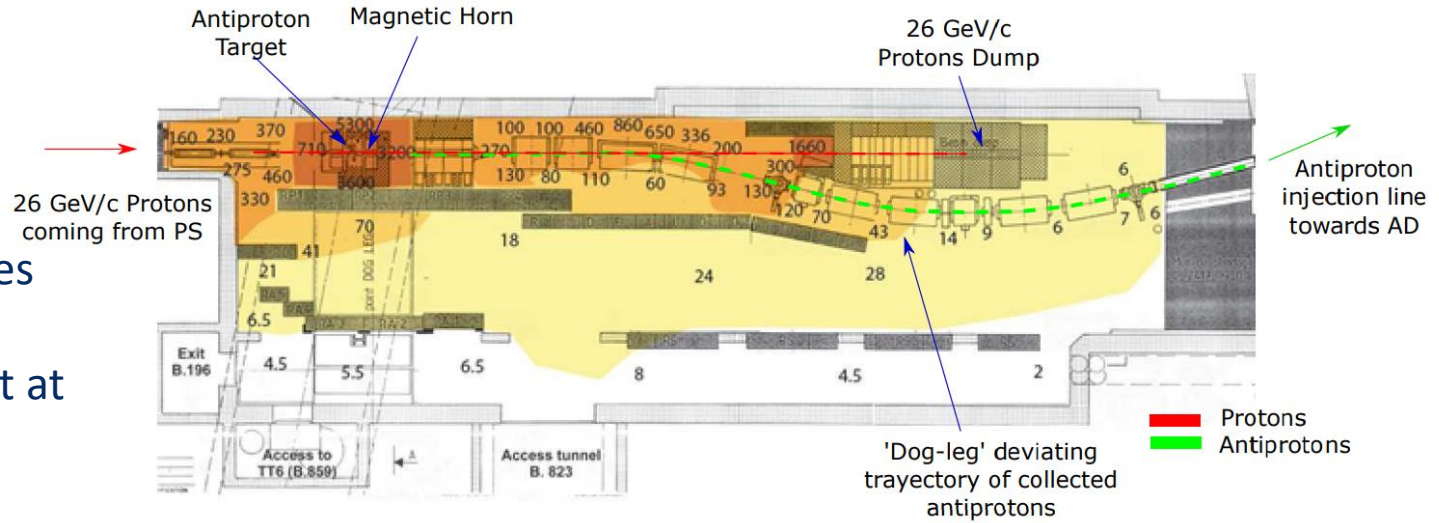 Antiproton
Target
Magnetic Horn
26 GeV/c
Protons Dump
26 GeV/c Protons
coming from PS
es
t at
160 230 370
275
460
330
710
5300
3200
3600
270
100 100 460 860 650 336
130 80 110 60 93
200
1660
300
130
120
70
43
14 9 6
6
7 6
70
41
21
18
24
28
6.5
4.5
5.5
6.5
8
4.5
2
Exit
B.196
Access to
TT6 (B.859)
Access tunnel
B. 823
Antiproton
injection line
towards AD
Protons
Antiprotons
'Dog-leg' deviating
trajectory of collected
antiprotons